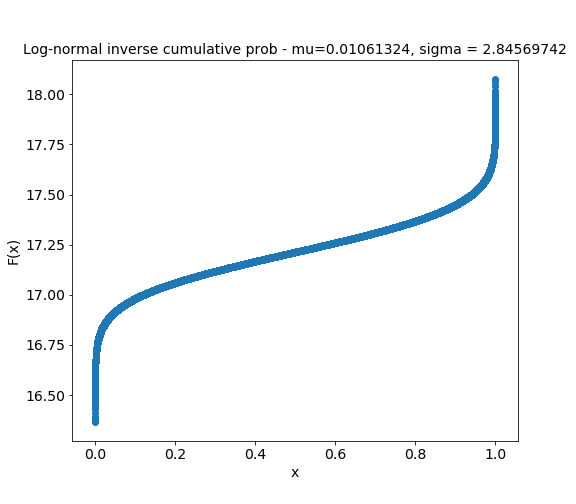 Log-normal inverse cumulative prob - mu=0.01061324, sigma = 2.84569742
18.00
17.75
17.50
17.25
17.00
16.75
16.50
F(x)
0.0 0.2 0.4 0.6 0.8 1.0
x